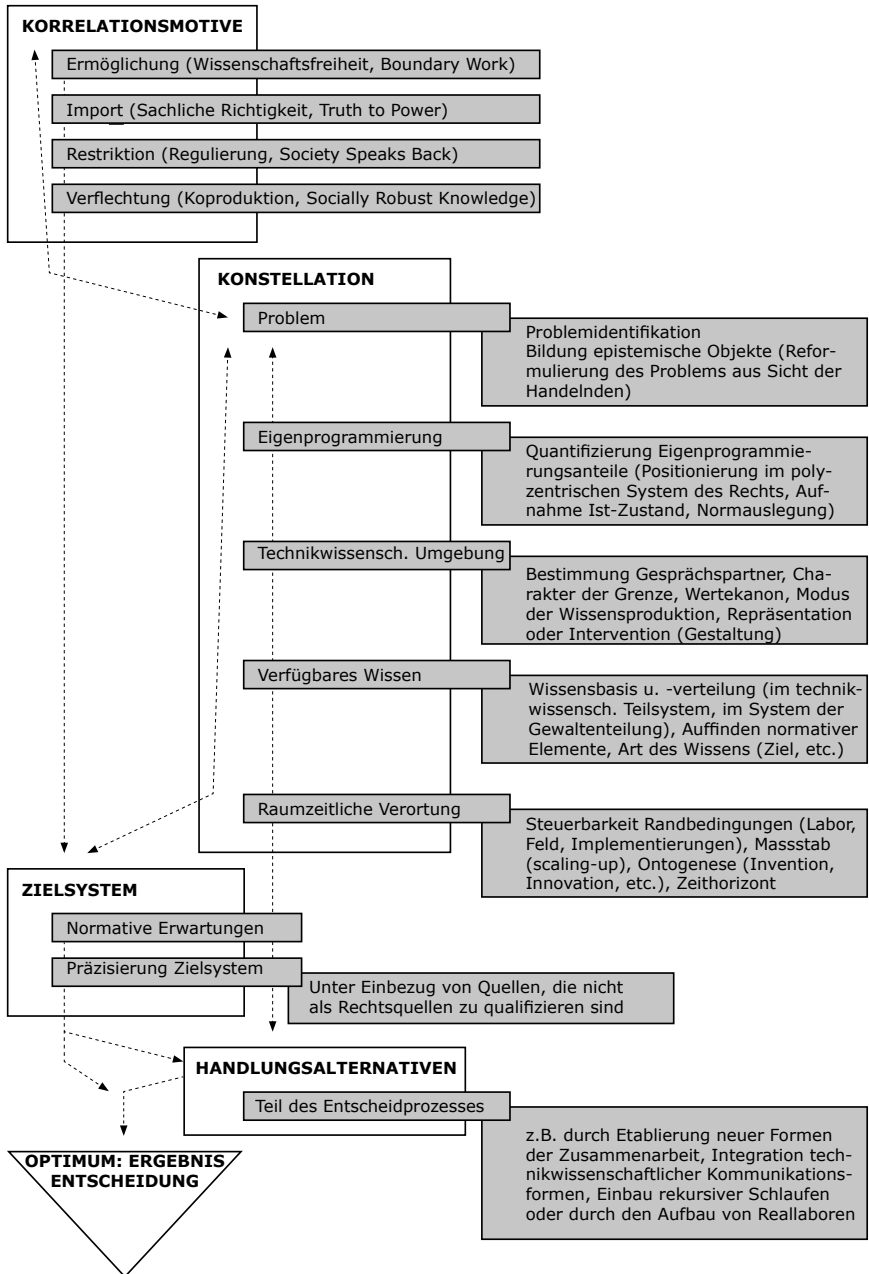 KORRELATIONSMOTIVE
Ermöglichung (Wissenschaftsfreiheit, Boundary Work)
Import (Sachliche Richtigkeit, Truth to Power)
Restriktion (Regulierung, Society Speaks Back)
Verflechtung (Koproduktion, Socially Robust Knowledge)
KONSTELLATION
Problem
Problemidentifikation
Bildung epistemische Objekte (Refor-
mulierung des Problems aus Sicht der
Handelnden)
Eigenprogrammierung
Quantifizierung Eigenprogrammie-
rungsanteile (Positionierung im poly-
zentrischen System des Rechts, Auf-
nahme Ist-Zustand, Normauslegung)
Technikwissensch. Umgebung
Bestimmung Gesprächspartner, Cha-
rakter der Grenze, Wertekanon, Modus
der Wissensproduktion, Repräsentation
oder Intervention (Gestaltung)
Verfügbares Wissen
Wissensbasis u. -verteilung (im technik-
wissensch. Teilsystem, im System der
Gewaltenteilung), Auffinden normativer
Elemente, Art des Wissens (Ziel, etc.)
Raumzeitliche Verortung
Steuerbarkeit Randbedingungen (Labor,
Feld, Implementierungen), Massstab
(scaling-up), Ontogenese (Invention,
Innovation, etc.), Zeithorizont
ZIELSYSTEM
Normative Erwartungen
Präzisierung Zielsystem
Unter Einbezug von Quellen, die nicht
als Rechtsquellen zu qualifizieren sind
HANDLUNGSALTERNATIVEN
Teil des Entscheidprozesses
z.B. durch Etablierung neuer Formen
der Zusammenarbeit, Integration tech-
nikwissenschaftlicher Kommunikations-
formen, Einbau rekursiver Schlaufen
oder durch den Aufbau von Reallaboren
OPTIMUM: ERGEBNIS
ENTSCHEIDUNG